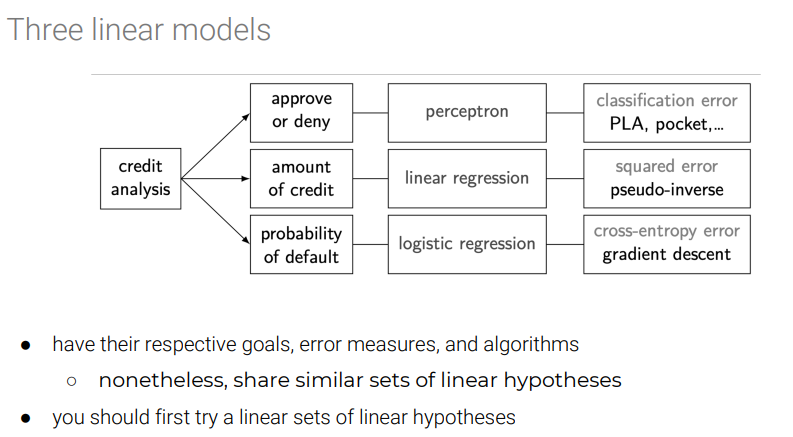 Three linear models
credit
analysis
approve
or deny
perceptron
classification error
PLA, pocket,...
amount
of credit
linear regression
squared error
pseudo-inverse
probability
of default
logistic regression
cross-entropy error
gradient descent
● have their respective goals, error measures, and algorithms
○ nonetheless, share similar sets of linear hypotheses
● you should first try a linear sets of linear hypotheses